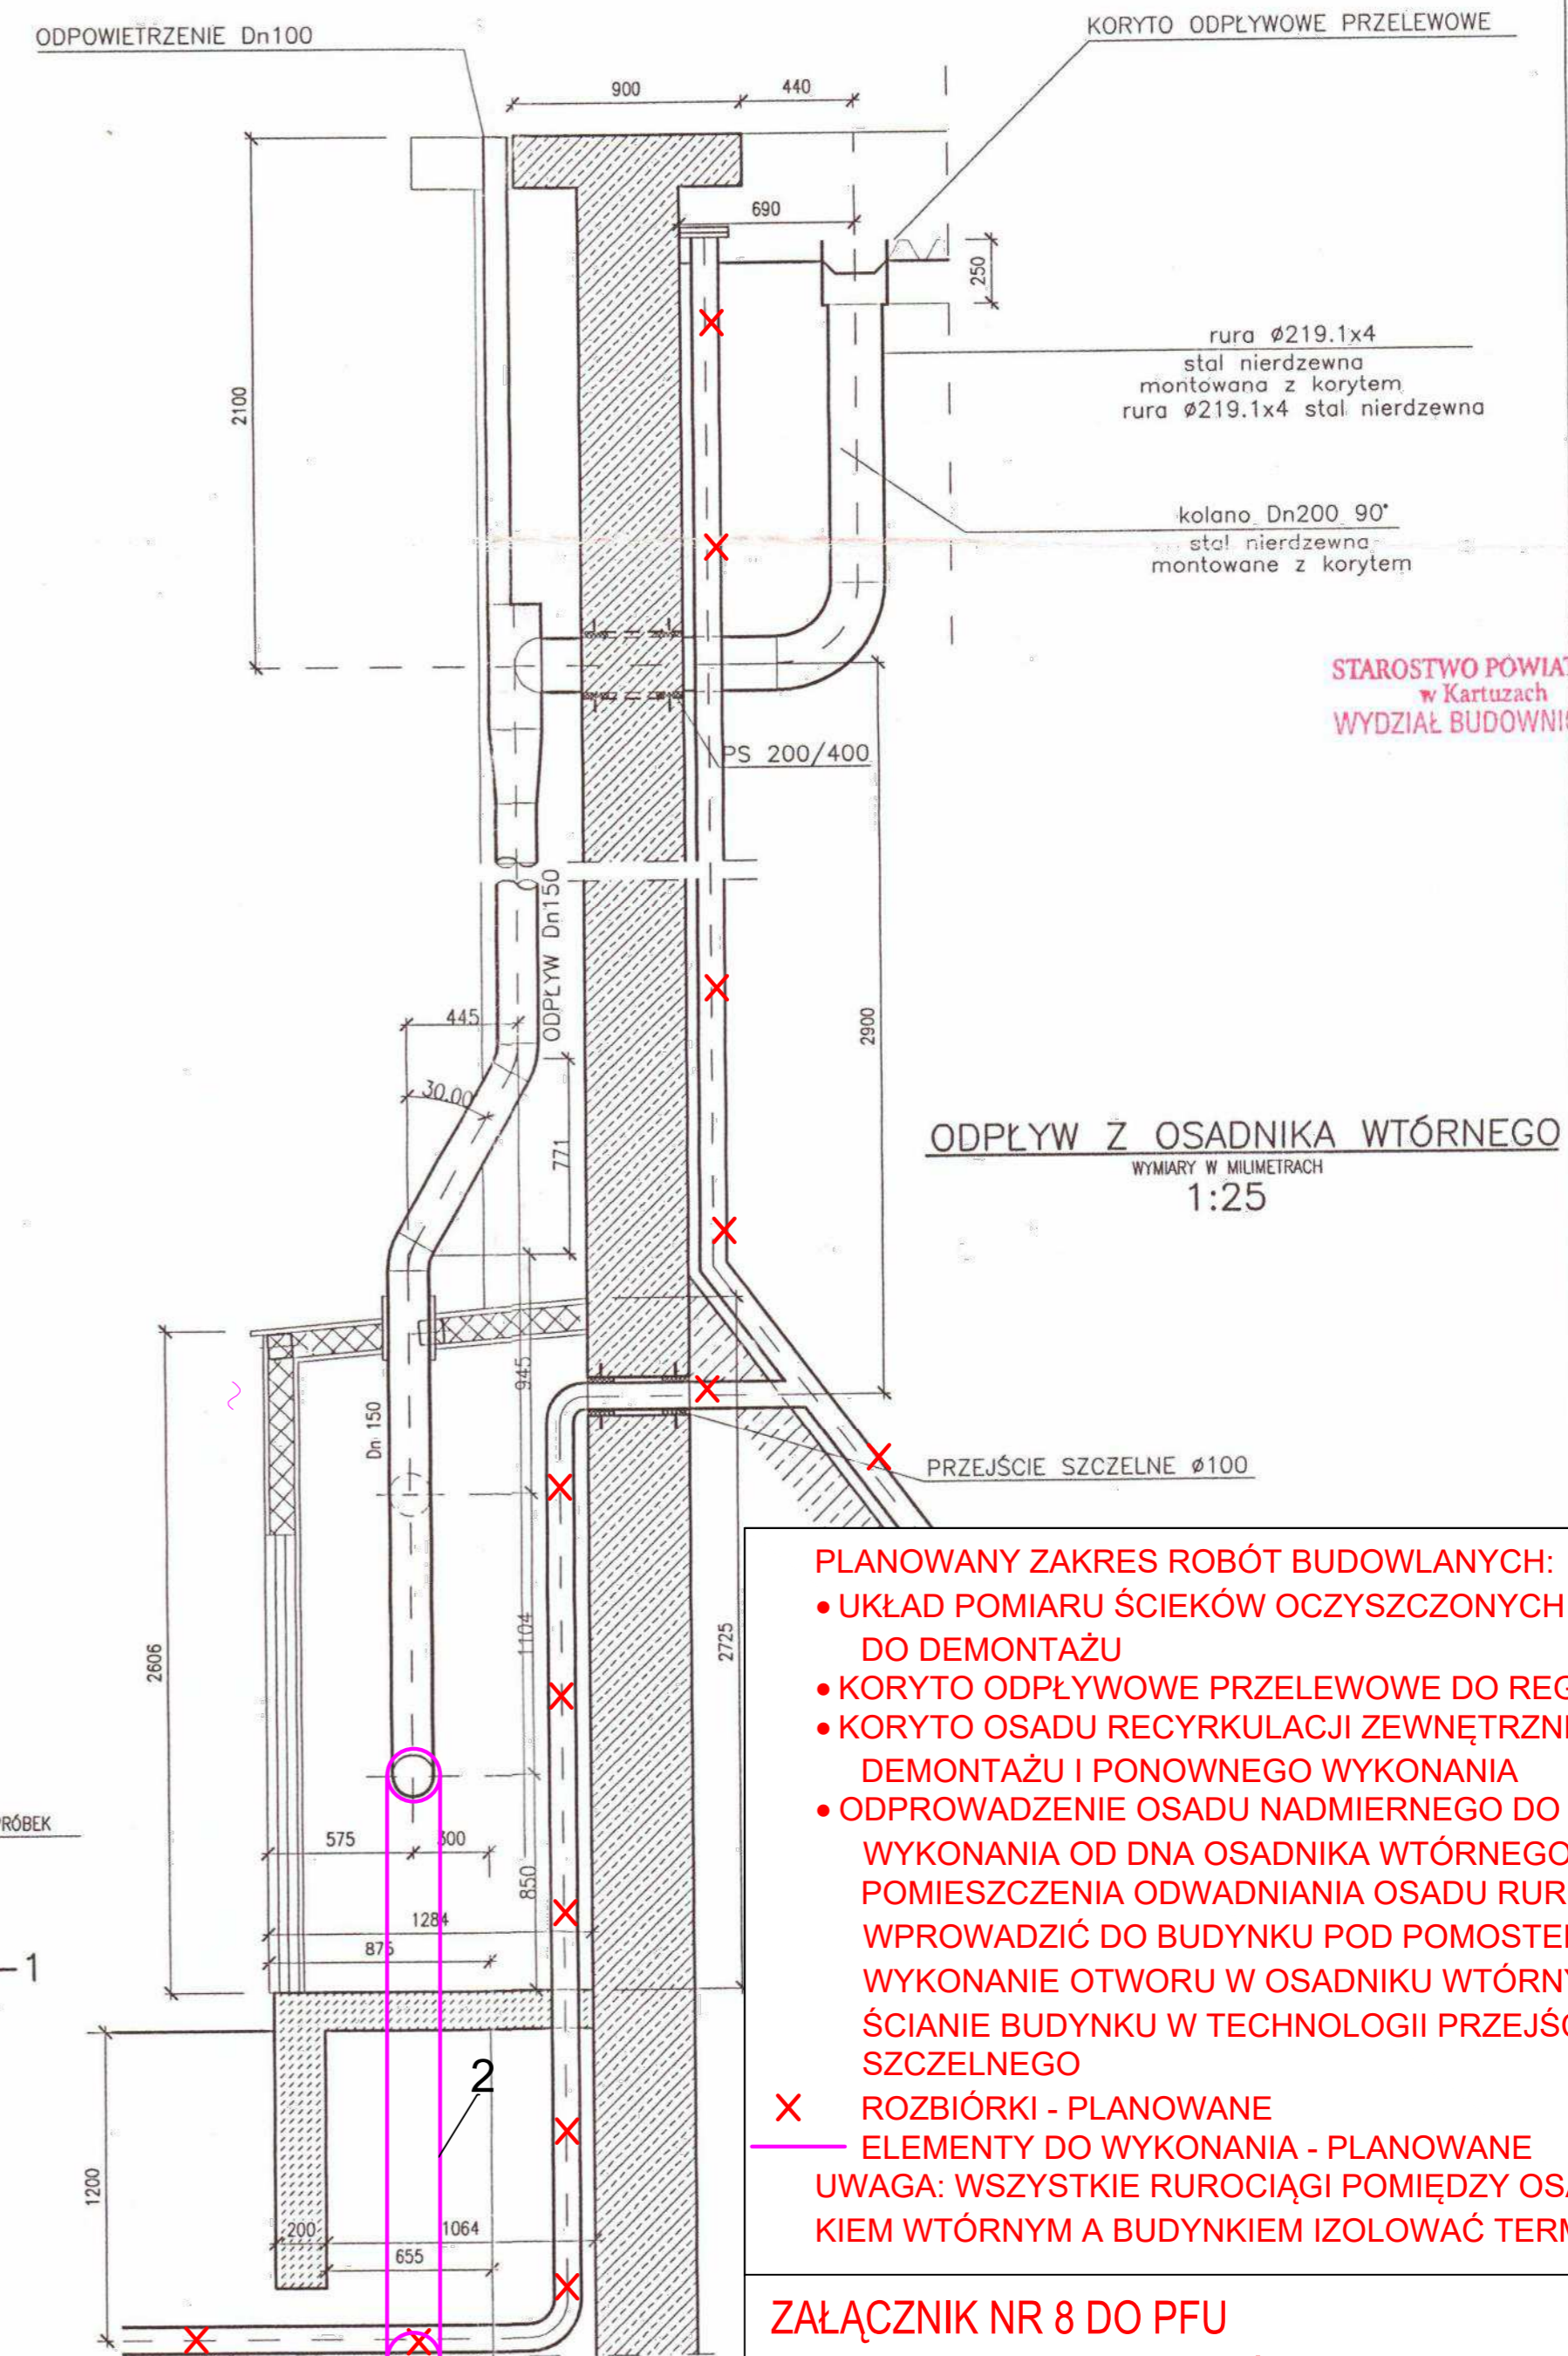 ODPOWIETRZENIE Dn100
KORYTO ODPŁYWOWE PRZELEWOWE
900
440
690
250
2100
rura ø219.1x4
stal nierdzewna
montowana z korytem
rura ø219.1x4 stal nierdzewna
kolano Dn200 90°
stal nierdzewna
montowane z korytem
STAROSTWO POWIAT
w Kartuzach
WYDZIAŁ BUDOWNI
PS 200/400
ODPŁYW Dn150
445
30.00
771
2900
ODPŁYW Z OSADNIKA WTÓRNEGO
WYMIARY W MILIMETRACH
1:25
945
Dn 150
PRZEJŚCIE SZCZELNE ø100
2606
1104
2725
RÓBEK
575
300
850
1284
875
-1
2
1200
200
1064
655
PLANOWANY ZAKRES ROBÓT BUDOWLANYCH:
• UKŁAD POMIARU ŚCIEKÓW OCZYSZCZONYCH
DO DEMONTAŻU
• KORYTO ODPŁYWOWE PRZELEWOWE DO REG
• KORYTO OSADU RECYRKULACJI ZEWNĘTRZN
DEMONTAŻU I PONOWNEGO WYKONANIA
• ODPROWADZENIE OSADU NADMIERNEGO DO
WYKONANIA OD DNA OSADNIKA WTÓRNEGO
POMIESZCZENIA ODWADNIANIA OSADU RUR
WPROWADZIĆ DO BUDYNKU POD POMOSTE
WYKONANIE OTWORU W OSADNIKU WTÓRNY
ŚCIANIE BUDYNKU W TECHNOLOGII PRZEJŚC
SZCZELNEGO
ROZBIÓRKI - PLANOWANE
ELEMENTY DO WYKONANIA - PLANOWANE
UWAGA: WSZYSTKIE RUROCIĄGI POMIĘDZY OSA
KIEM WTÓRNYM A BUDYNKIEM IZOLOWAĆ TERM
ZAŁĄCZNIK NR 8 DO PFU